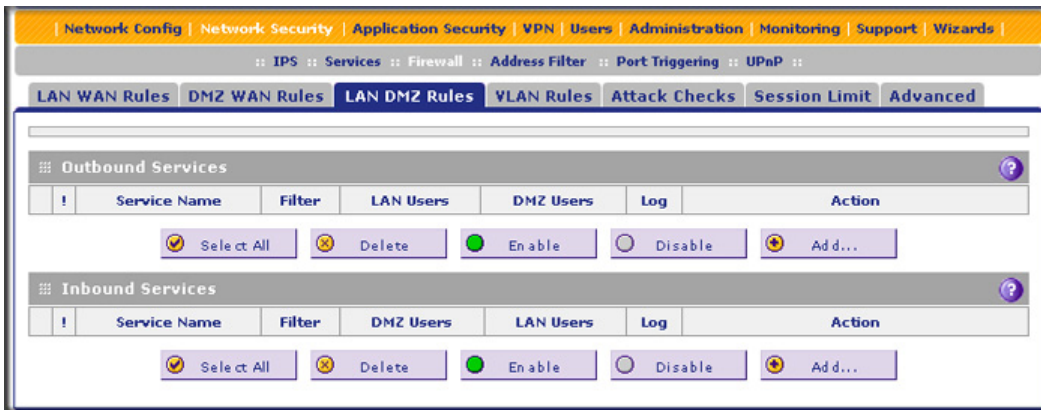 | Network Config | Network Security | Application Security | VPN | Users | Administration | Monitoring | Support | Wizards |
:: IPS :: Services :: Firewall :: Address Filter :: Port Triggering :: UPnP ::
LAN WAN Rules DMZ WAN Rules LAN DMZ Rules VLAN Rules Attack Checks Session Limit Advanced
Outbound Services ?
! Service Name Filter LAN Users DMZ Users Log Action
Select All Delete Enable Disable Add...
Inbound Services ?
! Service Name Filter DMZ Users LAN Users Log Action
Select All Delete Enable Disable Add...